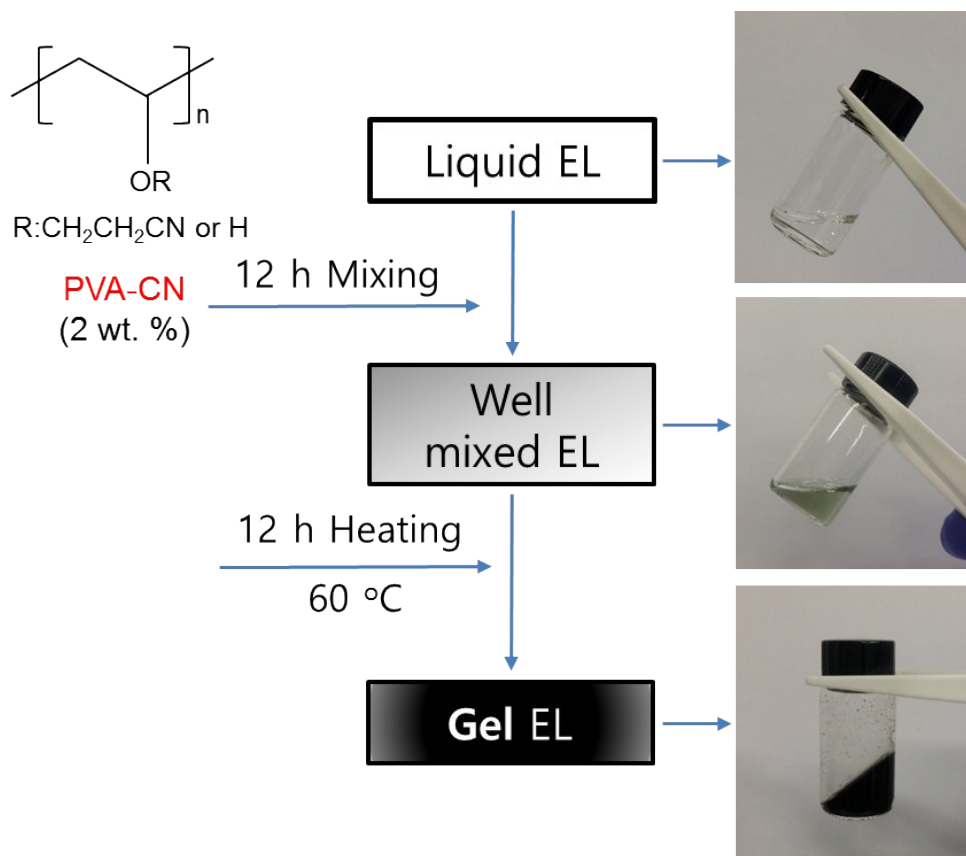 n
OR
R:CH₂CH₂CN or H
PVA-CN
(2 wt. %)
12 h Mixing
Liquid EL
Well
mixed EL
12 h Heating
60 °C
Gel EL